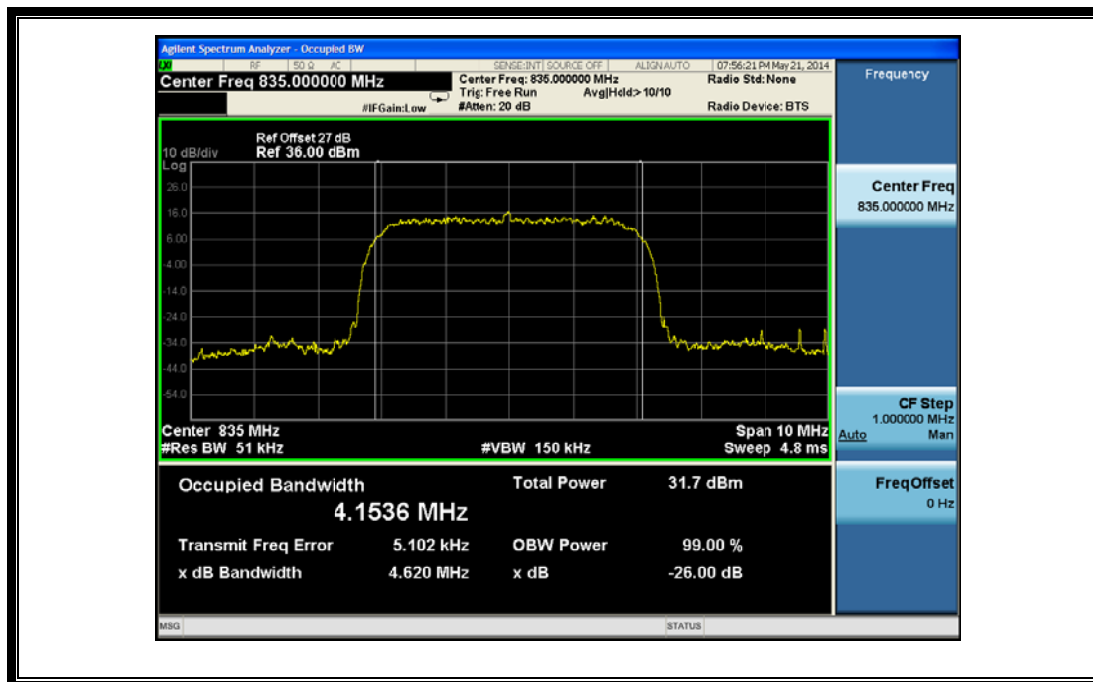 Agilent Spectrum Analyzer - Occupied BW
LXI RF 50 Ω AC SENSE:INT SOURCE OFF ALIGN AUTO 07:56:21 PM May 21, 2014
Center Freq 835.000000 MHz
Center Freq: 835.000000 MHz Radio Std: None
Trig: Free Run Avg|Hold:> 10/10
#IFGain:Low #Atten: 20 dB Radio Device: BTS
Ref Offset 27 dB
10 dB/div Ref 36.00 dBm
Log
26.0
16.0
6.00
-4.00
-14.0
-24.0
-34.0
-44.0
-54.0
Center 835 MHz Span 10 MHz
#Res BW 51 kHz #VBW 150 kHz Sweep 4.8 ms
Occupied Bandwidth Total Power 31.7 dBm
4.1536 MHz
Transmit Freq Error 5.102 kHz OBW Power 99.00 %
x dB Bandwidth 4.620 MHz x dB -26.00 dB
MSG STATUS
Frequency
Center Freq
835.000000 MHz
CF Step
1.000000 MHz
Auto Man
Freq Offset
0 Hz